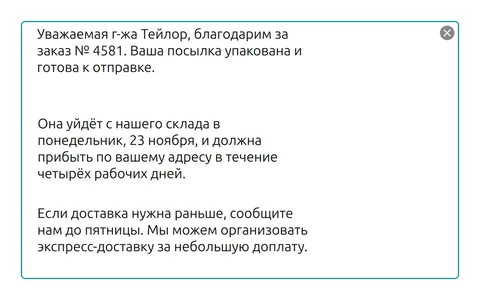 Уважаемая г-жа Тейлор, благодарим за
заказ № 4581. Ваша посылка упакована и
готова к отправке.
Она уйдёт с нашего склада в
понедельник, 23 ноября, и должна
прибыть по вашему адресу в течение
четырёх рабочих дней.
Если доставка нужна раньше, сообщите
нам до пятницы. Мы можем организовать
экспресс-доставку за небольшую доплату.